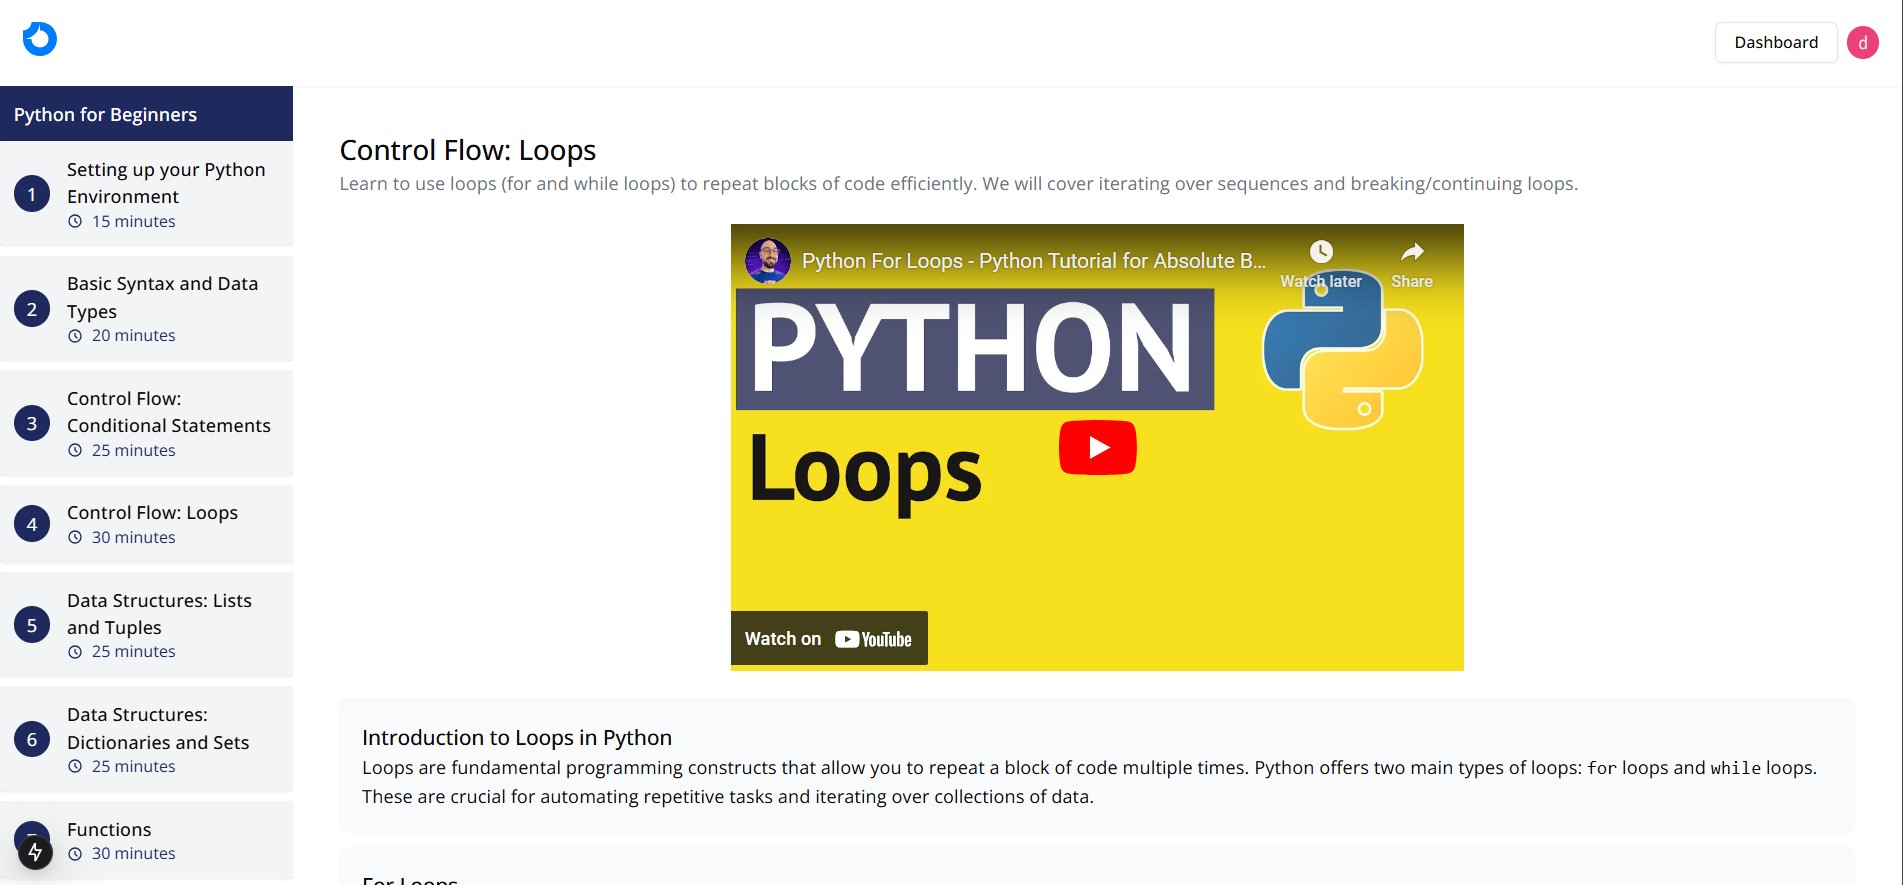 Dashboard
d
Python for Beginners
1
Setting up your Python
Environment
15 minutes
2
Basic Syntax and Data
Types
20 minutes
3
Control Flow:
Conditional Statements
25 minutes
4
Control Flow: Loops
30 minutes
5
Data Structures: Lists
and Tuples
25 minutes
6
Data Structures:
Dictionaries and Sets
25 minutes
Functions
30 minutes
Control Flow: Loops
Learn to use loops (for and while loops) to repeat blocks of code efficiently. We will cover iterating over sequences and breaking/continuing loops.
Python For Loops - Python Tutorial for Absolute B...
Watch later
Share
PYTHON
Loops
Watch on YouTube
Introduction to Loops in Python
Loops are fundamental programming constructs that allow you to repeat a block of code multiple times. Python offers two main types of loops: for loops and while loops.
These are crucial for automating repetitive tasks and iterating over collections of data.
For Loops